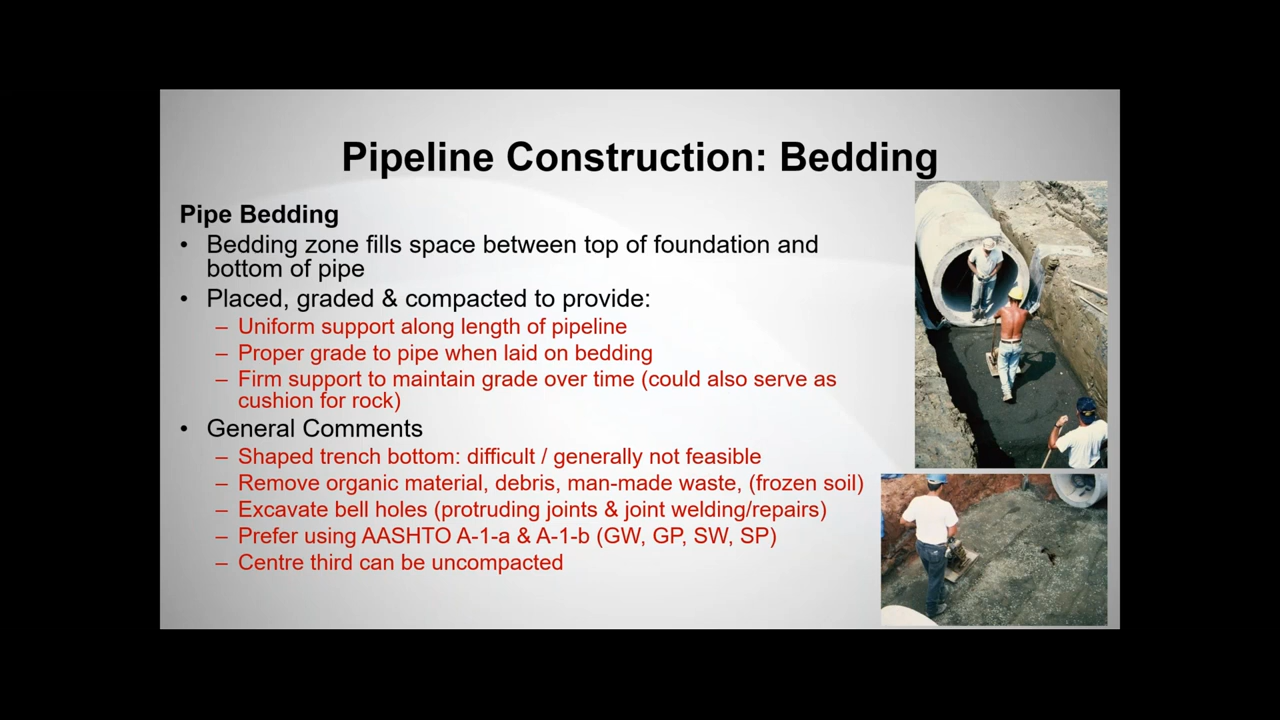 Pipeline Construction: Bedding
Pipe Bedding
• Bedding zone fills space between top of foundation and
bottom of pipe
• Placed, graded & compacted to provide:
– Uniform support along length of pipeline
– Proper grade to pipe when laid on bedding
– Firm support to maintain grade over time (could also serve as
cushion for rock)
• General Comments
– Shaped trench bottom: difficult / generally not feasible
– Remove organic material, debris, man-made waste, (frozen soil)
– Excavate bell holes (protruding joints & joint welding/repairs)
– Prefer using AASHTO A-1-a & A-1-b (GW, GP, SW, SP)
– Centre third can be uncompacted